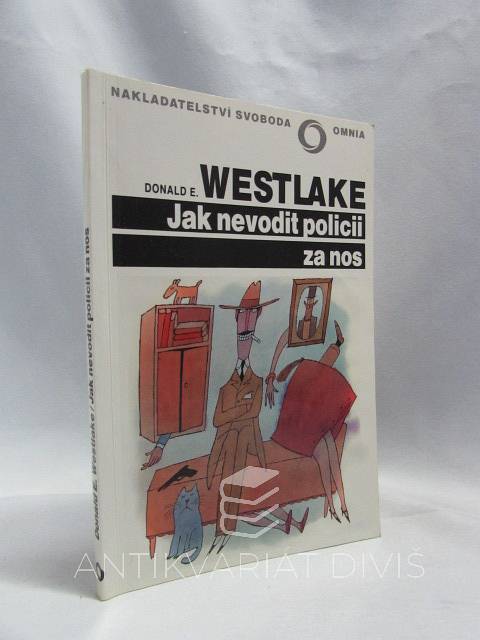 NAKLADATELSTVÍ SVOBODA OMNIA
DONALD E. WESTLAKE
Jak nevodit policii
za nos
Donald E. Westlake / Jak nevodit policii za nos
ANTIKVARIÁT DIVIŠ